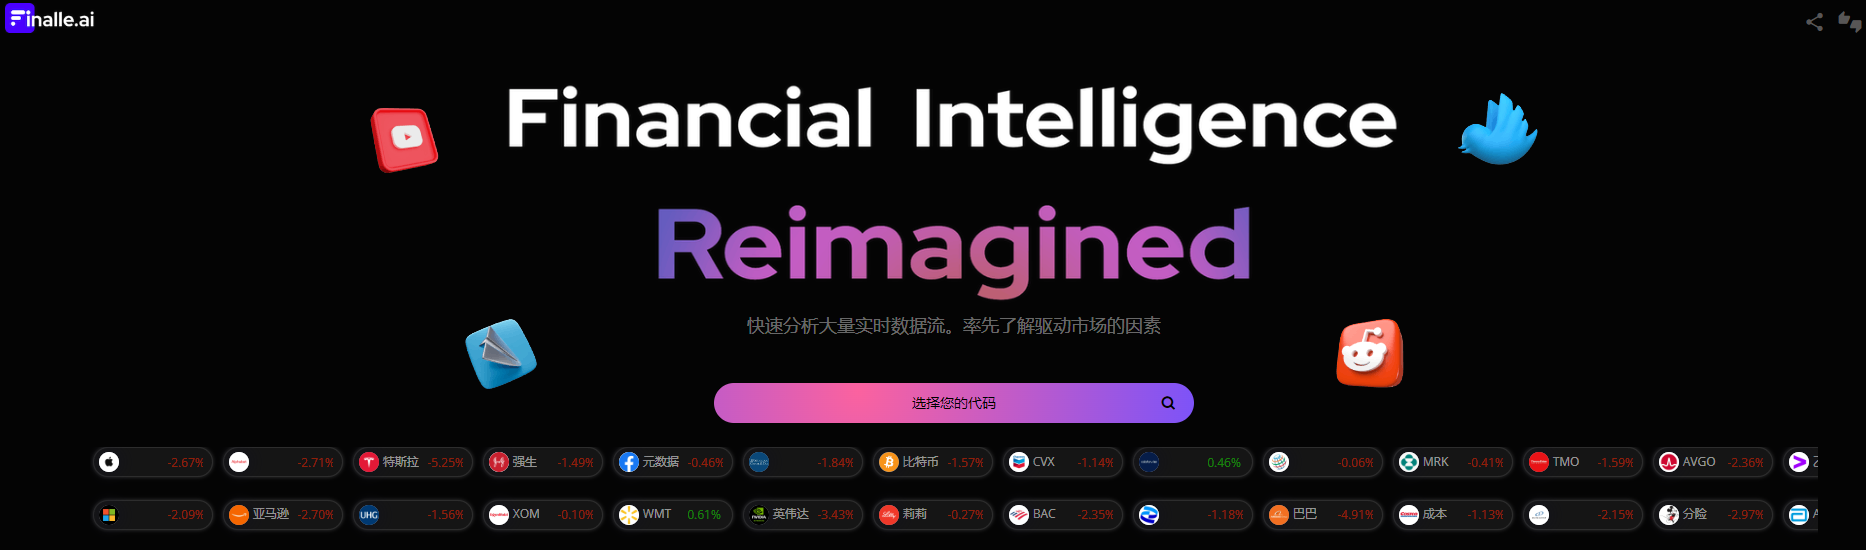 Finalle.ai
Financial Intelligence
Reimagined
快速分析大量实时数据流。率先了解驱动市场的因素
选择您的代码
-2.67% -2.71% 特斯拉 -5.25% 强生 -1.49% 元数据 -0.46% -1.84% 比特币 -1.57% CVX -1.14% 0.46% -0.06% MRK -0.41% TMO -1.59% AVGO -2.36%
-2.09% 亚马逊 -2.70% UHG -1.56% XOM -0.10% WMT 0.61% 英伟达 -3.43% 莉莉 -0.27% BAC -2.35% -1.18% 巴巴 -4.91% 成本 -1.13% -2.15% 分险 -2.97%